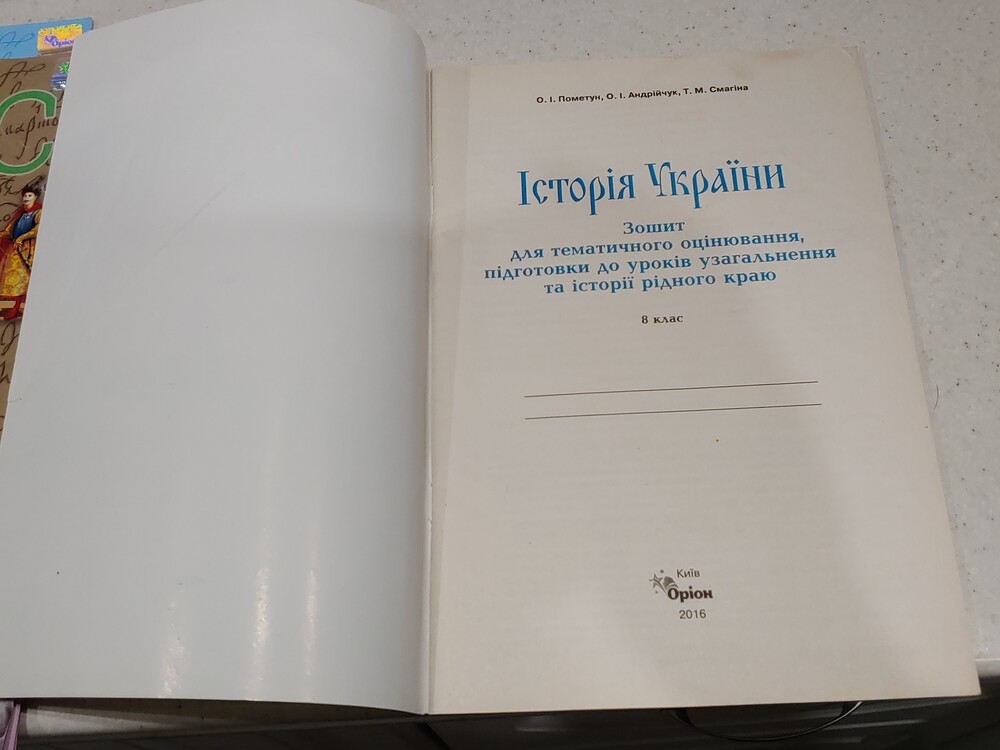 Оріон
О. І. Пометун, О. І. Андрійчук, Т. М. Смагіна
Історія України
Зошит
для тематичного оцінювання,
підготовки до уроків узагальнення
та історії рідного краю
8 клас
Київ
Оріон
2016